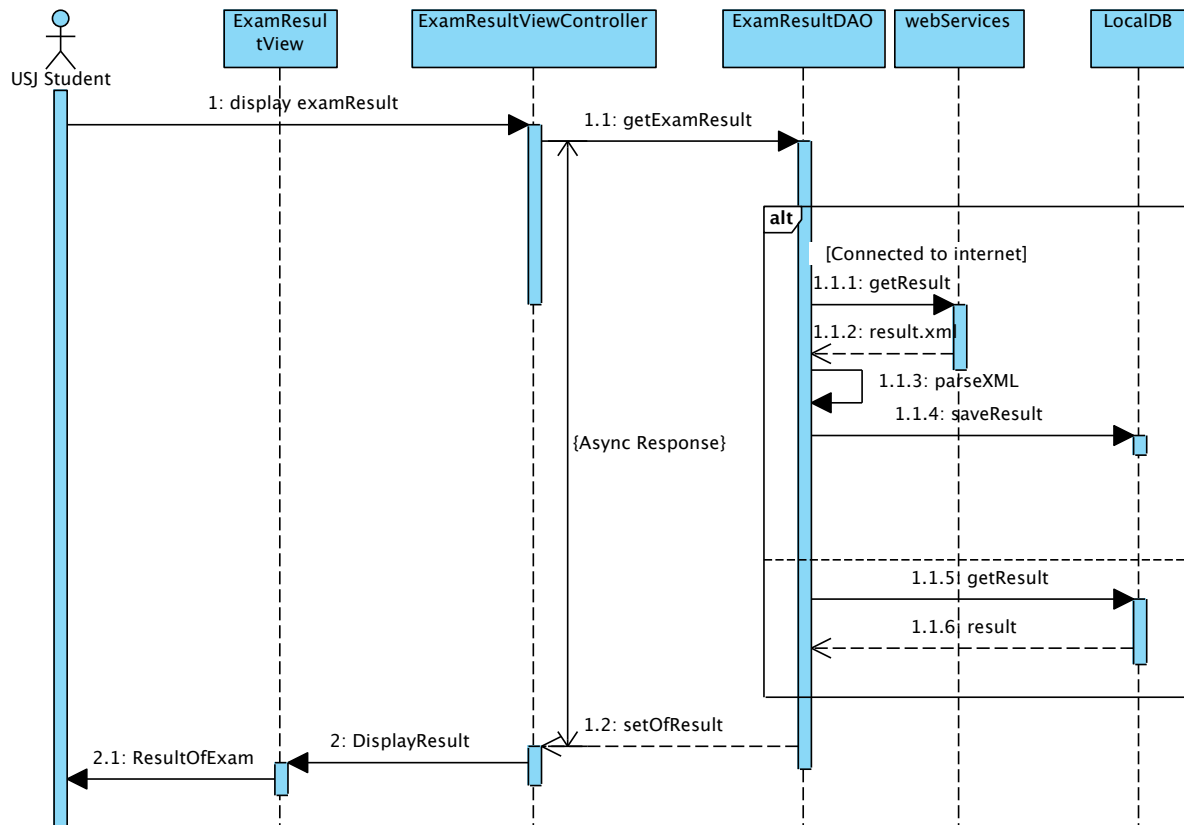 ExamResul
tView
ExamResultViewController
ExamResultDAO
webServices
LocalDB
USJ Student
1: display examResult
1.1: getExamResult
alt
[Connected to internet]
1.1.1: getResult
1.1.2: result.xml
1.1.3: parseXML
1.1.4: saveResult
{Async Response}
1.1.5: getResult
1.1.6: result
1.2: setOfResult
2: DisplayResult
2.1: ResultOfExam